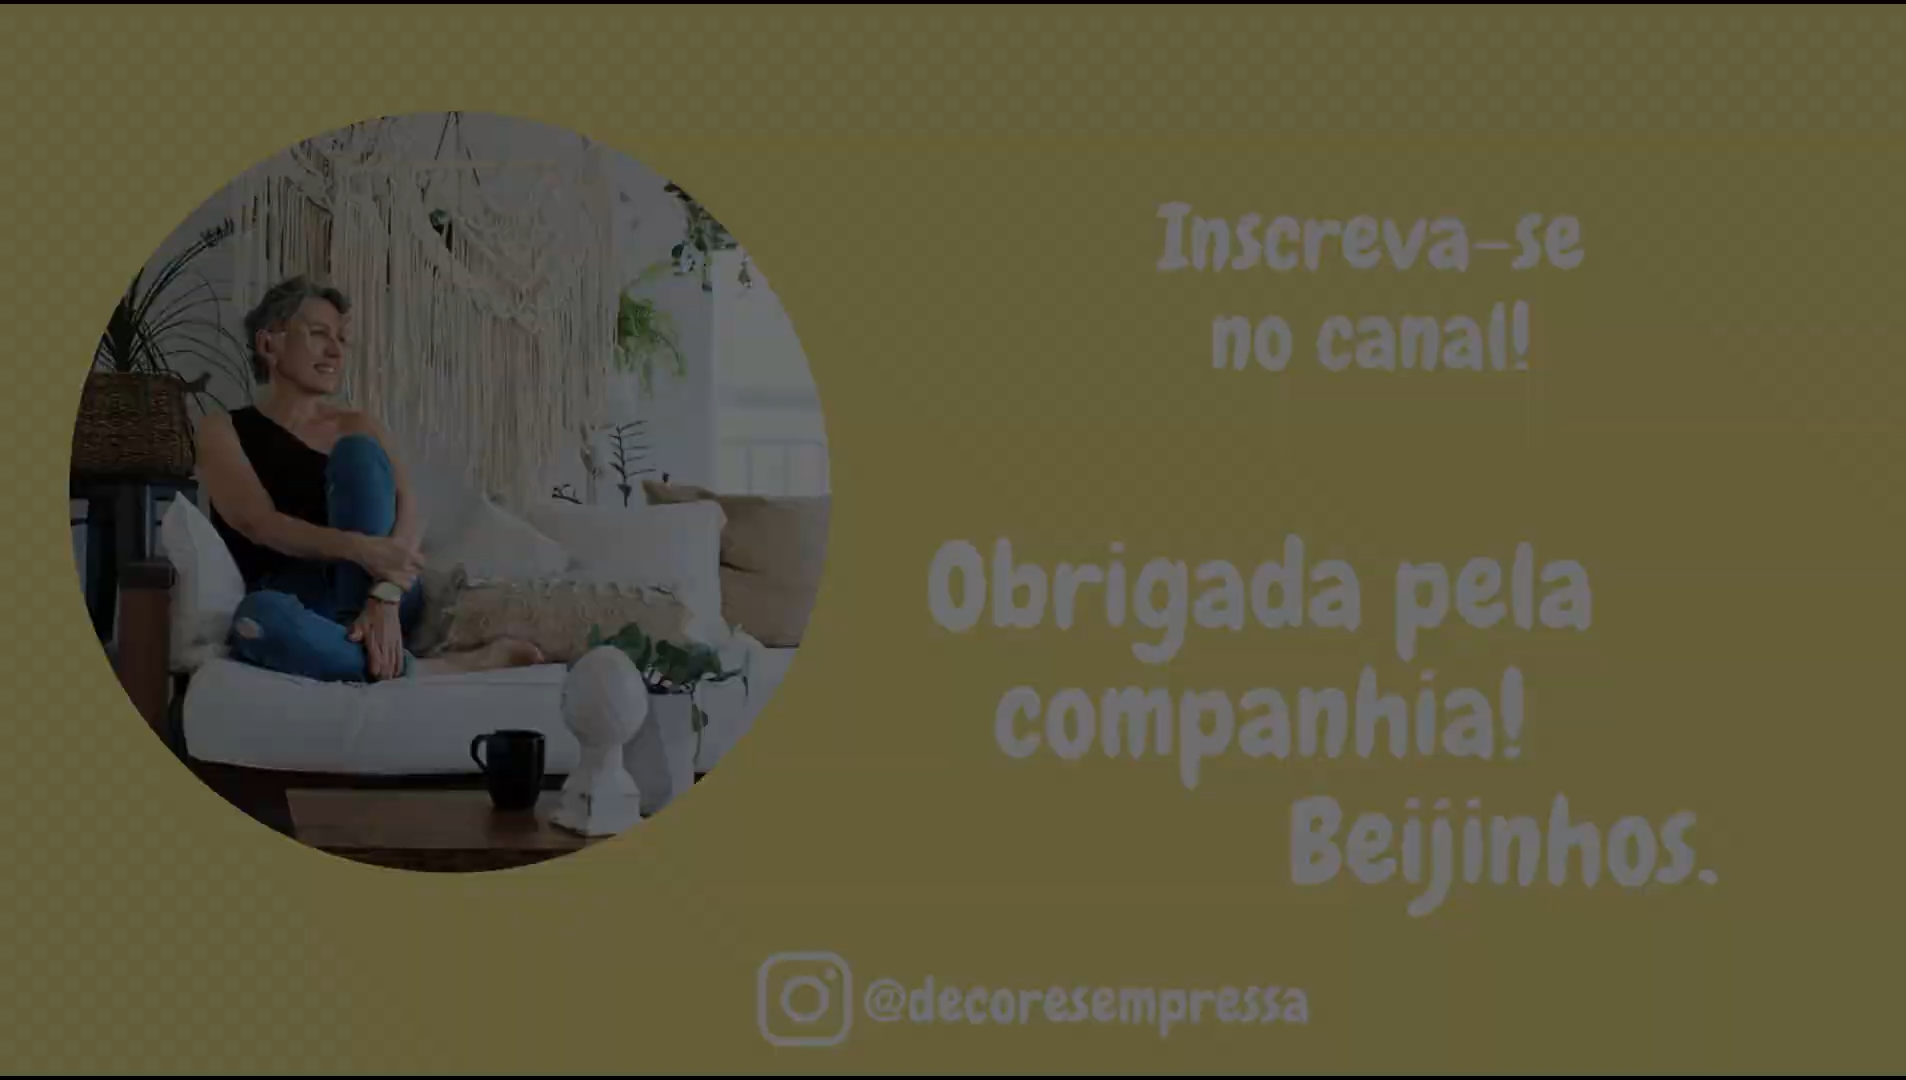 Inscreva-se
no canal!
Obrigada pela
companhia!
Beijinhos.
@decoresempressa